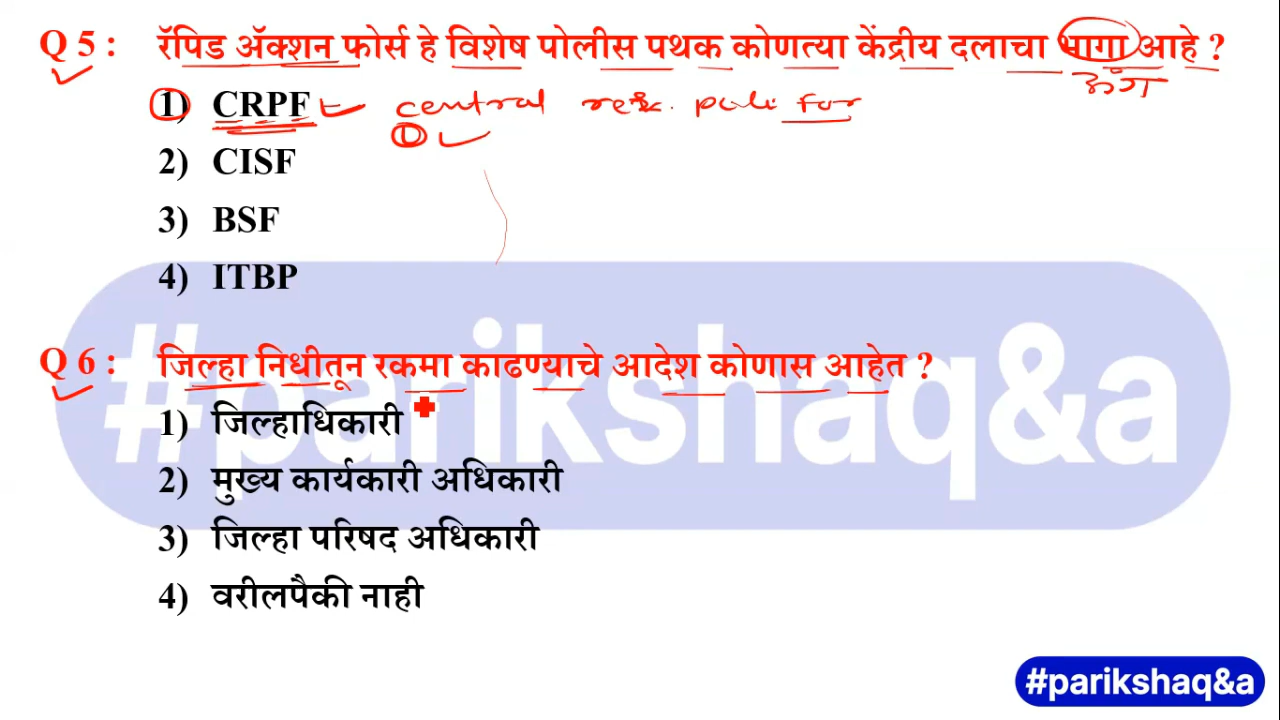 Q 5 : रॅपिड ॲक्शन फोर्स हे विशेष पोलीस पथक कोणत्या केंद्रीय दलाचा भागा आहे ?
अंग
1) CRPF central
2) CISF
3) BSF
4) ITBP
Q 6 : जिल्हा निधीतून रकमा काढण्याचे आदेश कोणास आहेत ?
1) जिल्हाधिकारी
2) मुख्य कार्यकारी अधिकारी
3) जिल्हा परिषद अधिकारी
4) वरीलपैकी नाही
#parikshaq&a
#parikshaq&a